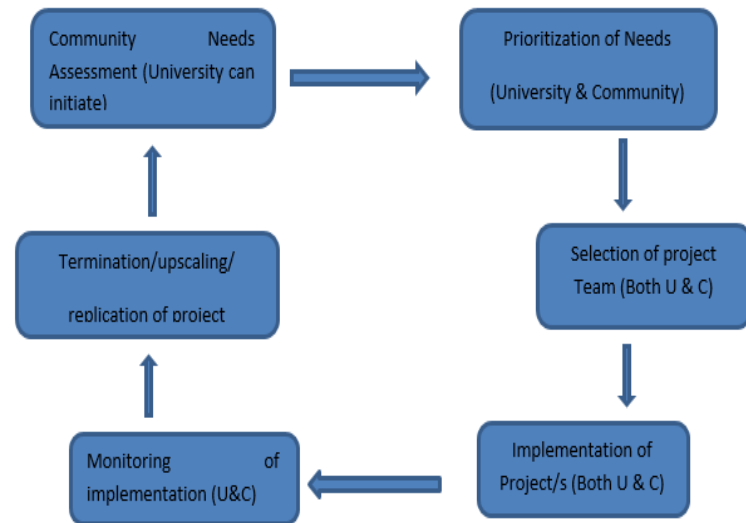 Community Needs
Assessment (University can
initiate)
Prioritization of Needs
(University & Community)
Selection of project
Team (Both U & C)
Implementation of
Project/s (Both U & C)
Monitoring of
implementation (U&C)
Termination/upscaling/
replication of project